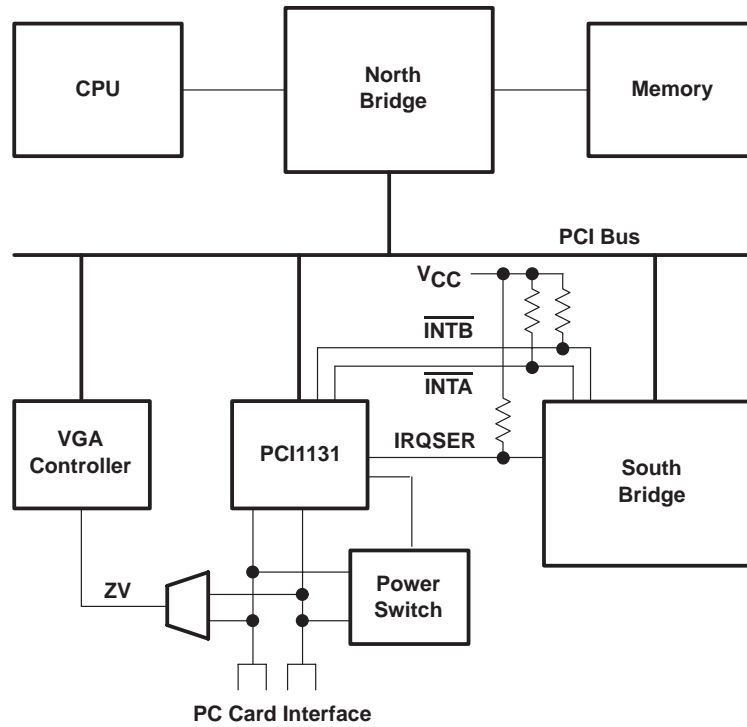 CPU
North
Bridge
Memory
PCI Bus
VCC
INTB
INTA
VGA
Controller
PCI1131
IRQSER
South
Bridge
ZV
Power
Switch
PC Card Interface